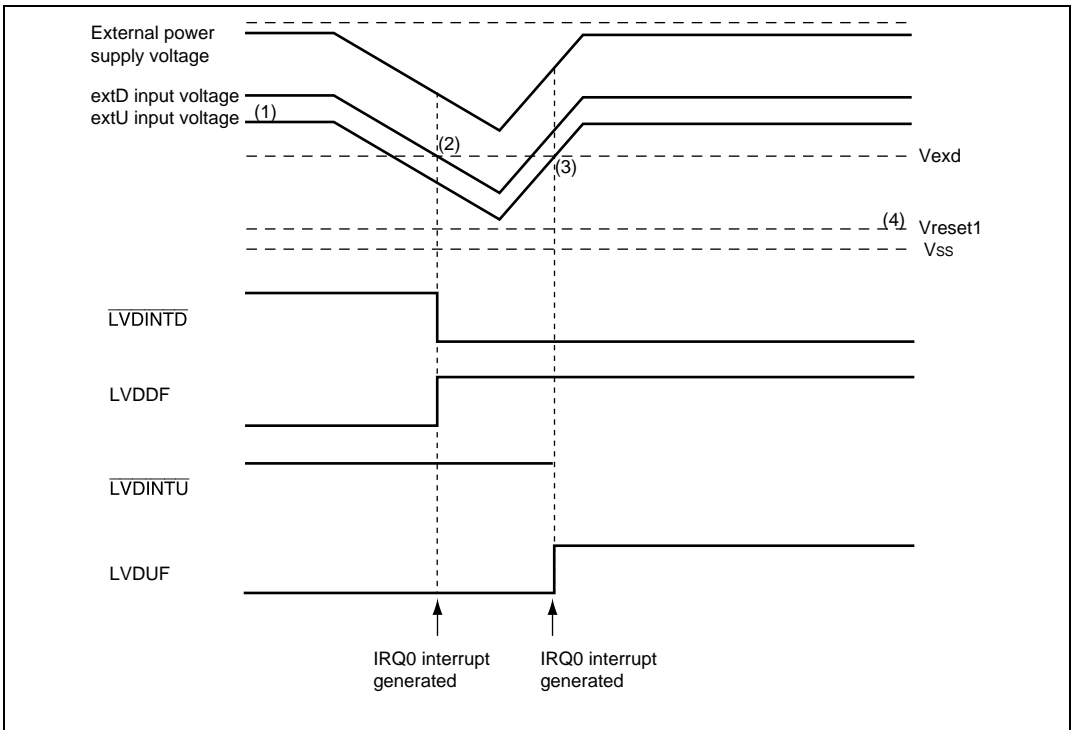 External power
supply voltage
extD input voltage
extU input voltage
(1)
(2)
(3)
Vexd
(4)
Vreset1
Vss
LVDINTD
LVDDF
LVDINTU
LVDUF
IRQ0 interrupt
generated
IRQ0 interrupt
generated